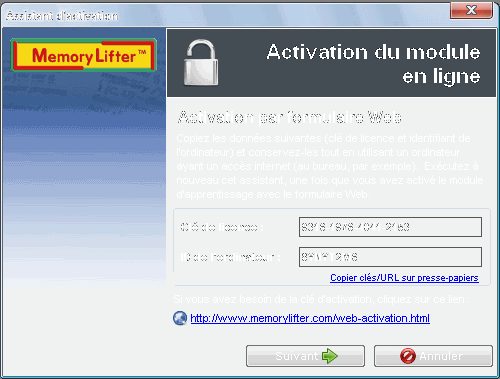 Assistant d'activation
MemoryLifter™
Activation du module
en ligne
Activation par formulaire Web
Copiez les données suivantes (clé de licence et identifiant de
l'ordinateur) et conservez-les tout en utilisant un ordinateur
ayant un accès internet (au bureau, par exemple). Exécutez à
nouveau cet assistant, une fois que vous avez activé le module
d'apprentissage avec le formulaire Web
Clé de licence
ID de l'ordinateur :
Copier clés/URL sur presse-papiers
Si vous avez besoin de la clé d'activation, cliquez sur ce lien :
http://www.memorylifter.com/web-activation.html
Suivant
Annuler